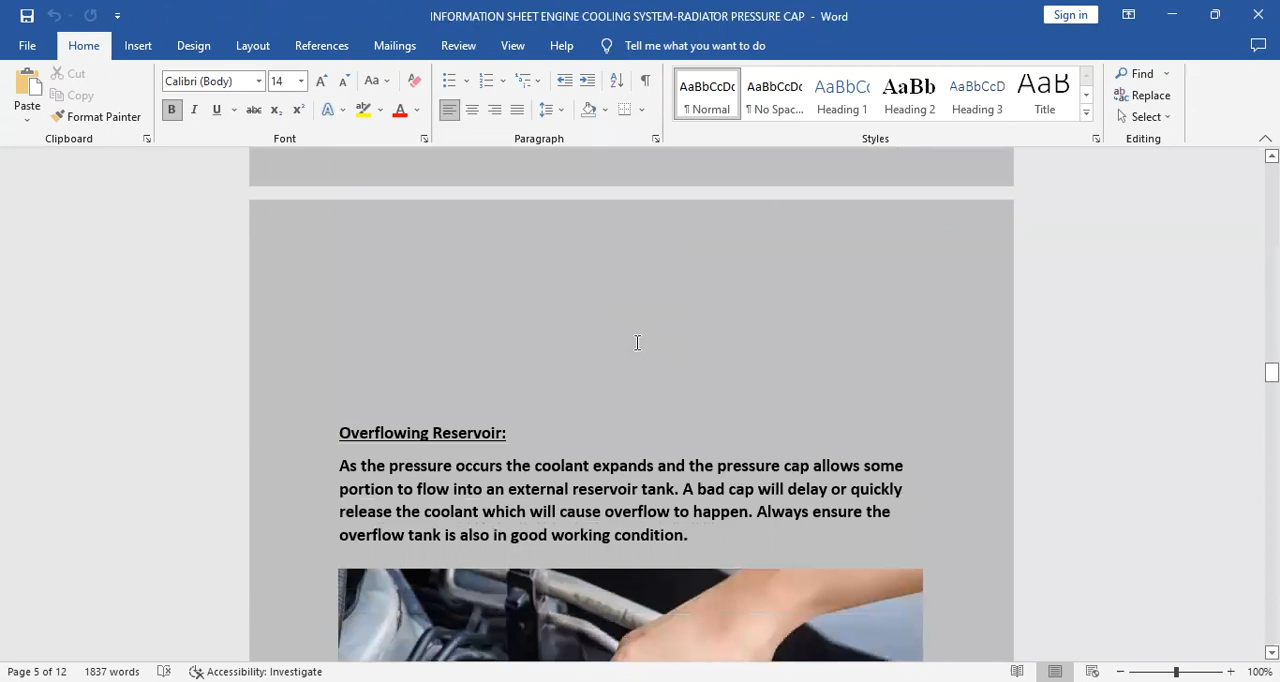 INFORMATION SHEET ENGINE COOLING SYSTEM-RADIATOR PRESSURE CAP - Word
Sign in
File Home Insert Design Layout References Mailings Review View Help Tell me what you want to do
Paste
Cut
Copy
Format Painter
Clipboard
Calibri (Body) 14
Font
Paragraph
AaBbCcDc AaBbCcDc AaBbCc AaBbC AaBbCcD AaB
¶ Normal ¶ No Spac... Heading 1 Heading 2 Heading 3 Title
Styles
Find
Replace
Select
Editing
Overflowing Reservoir:
As the pressure occurs the coolant expands and the pressure cap allows some
portion to flow into an external reservoir tank. A bad cap will delay or quickly
release the coolant which will cause overflow to happen. Always ensure the
overflow tank is also in good working condition.
Page 5 of 12 1837 words Accessibility: Investigate 100%